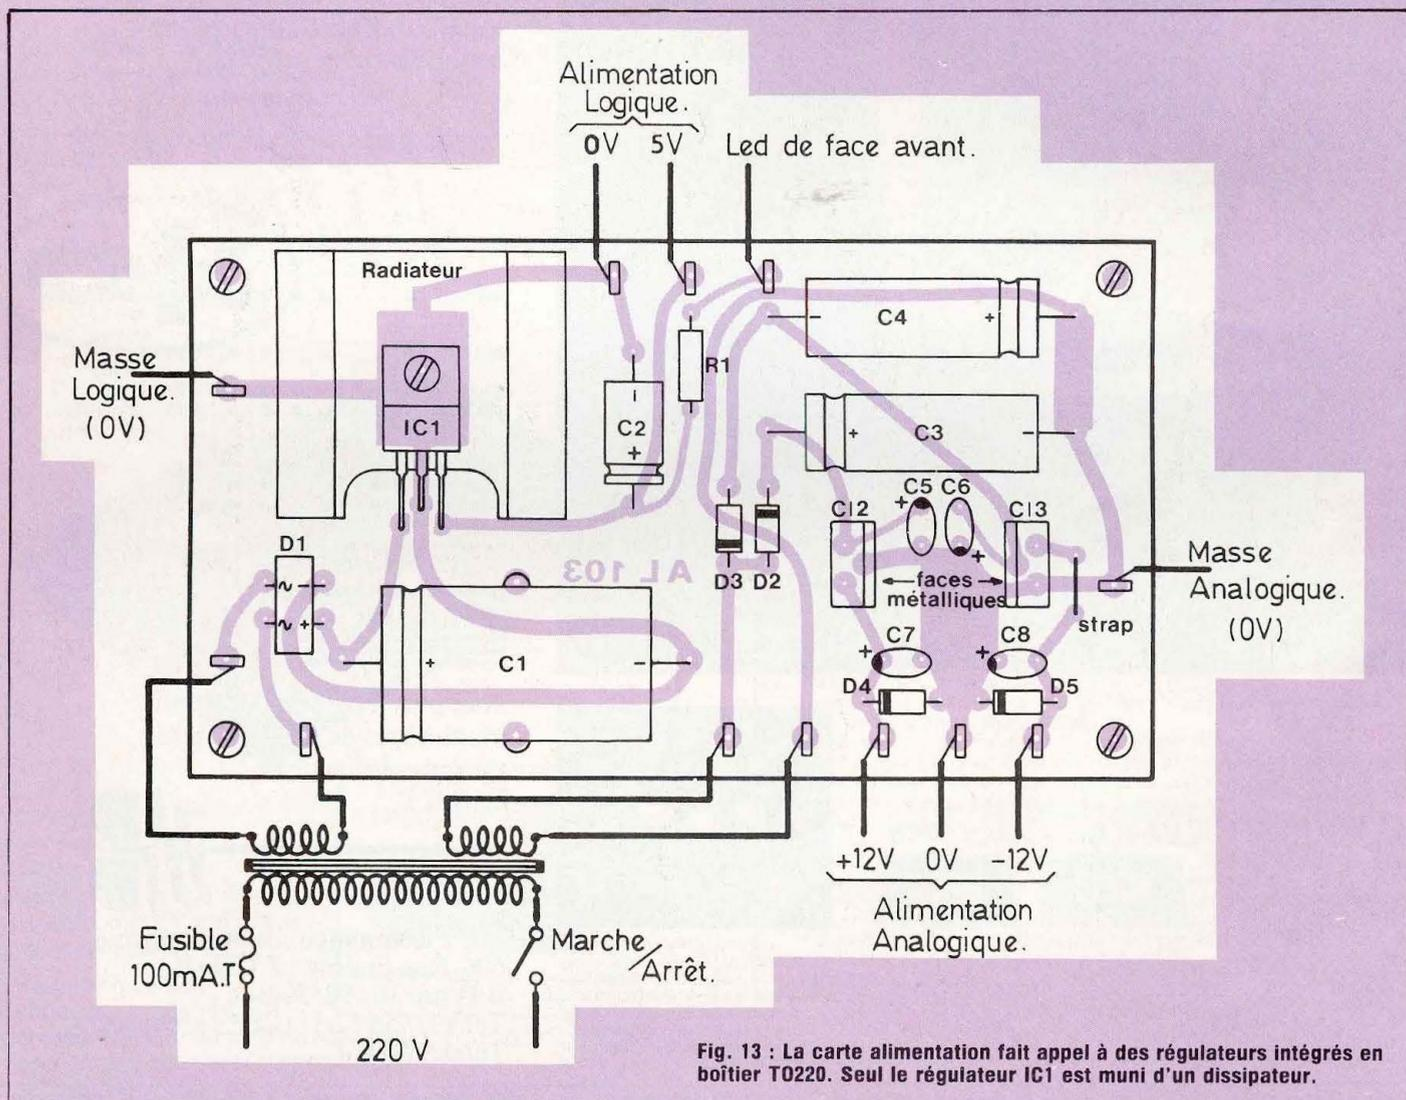 Alimentation
Logique.
0V 5V Led de face avant.
Radiateur
Masse
Logique.
(0V)
IC1
C2
+
R1
C4
+
C3
+
D1
~
~ +
C1
+ -
AL 103
D3 D2
CI2
C5 C6
+
+
CI3
faces
métalliques
strap
Masse
Analogique.
(0V)
C7
+
C8
+
D4
D5
+12V 0V -12V
Alimentation
Analogique.
Fusible
100mA.T
Marche/
Arrêt.
220 V
Fig. 13 : La carte alimentation fait appel à des régulateurs intégrés en
boîtier TO220. Seul le régulateur IC1 est muni d'un dissipateur.